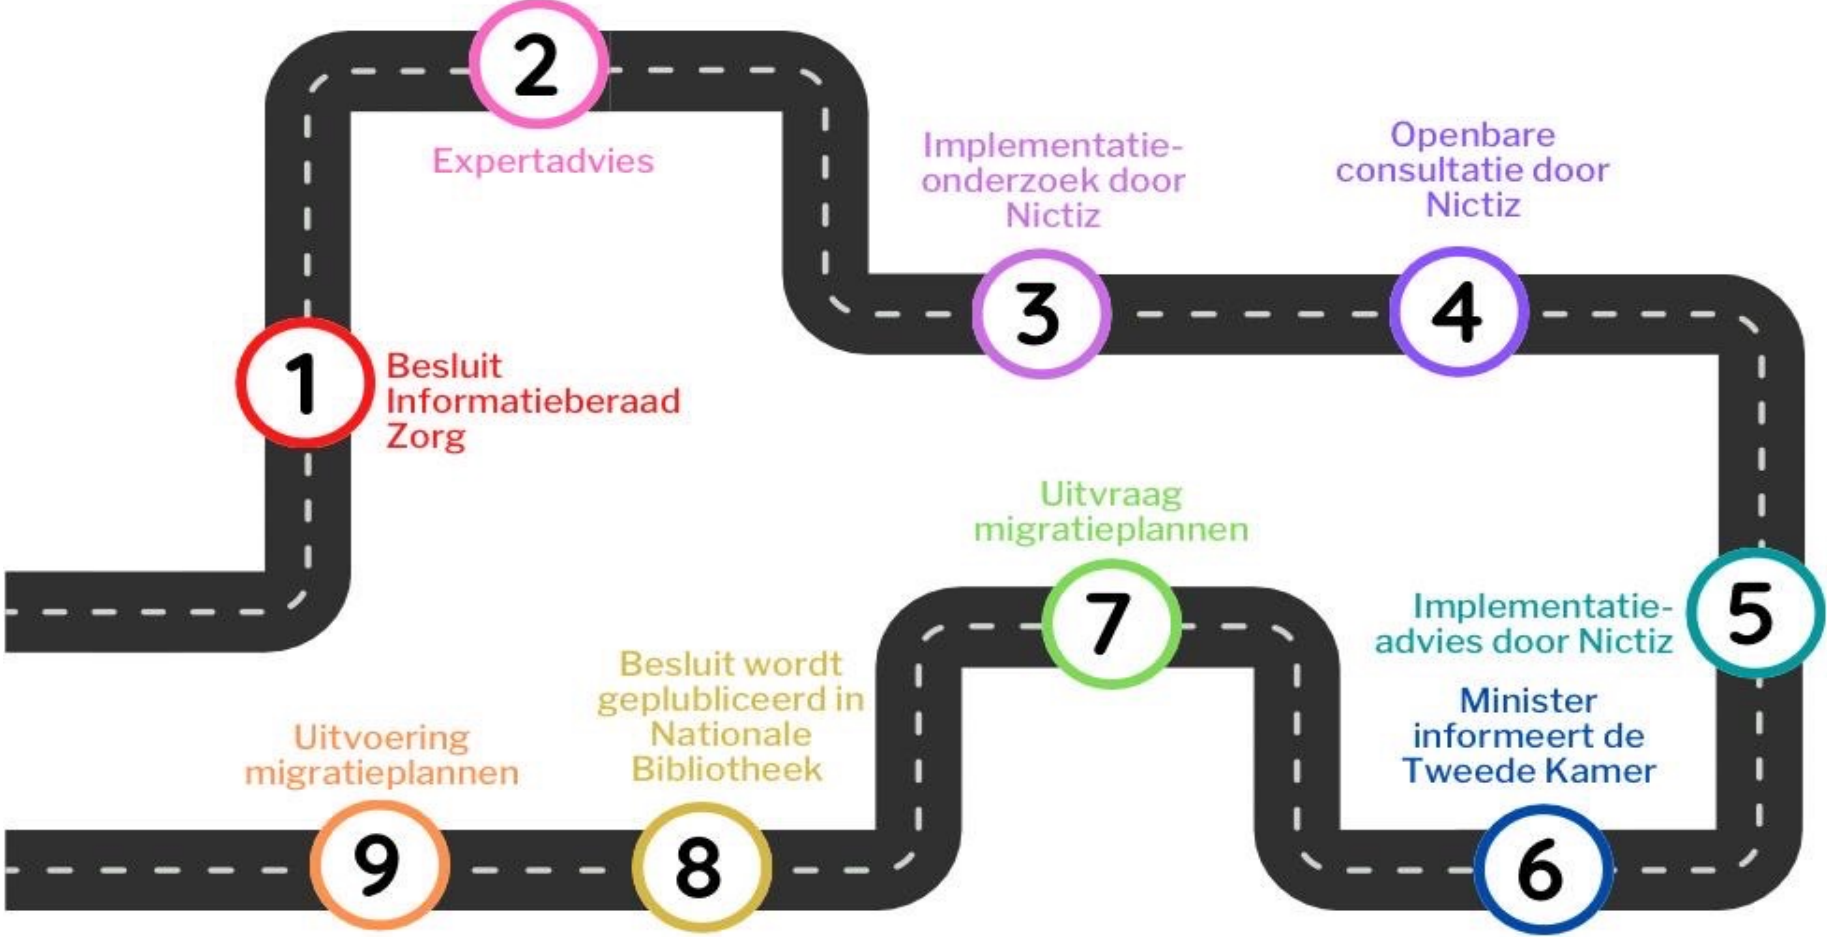 1
Besluit
Informatieberaad
Zorg
2
Expertadvies
Implementatie-
onderzoek door
Nictiz
3
Openbare
consultatie door
Nictiz
4
Implementatie-
advies door Nictiz
5
Minister
informeert de
Tweede Kamer
6
Uitvraag
migratieplannen
7
Besluit wordt
geplubliceerd in
Nationale
Bibliotheek
8
Uitvoering
migratieplannen
9